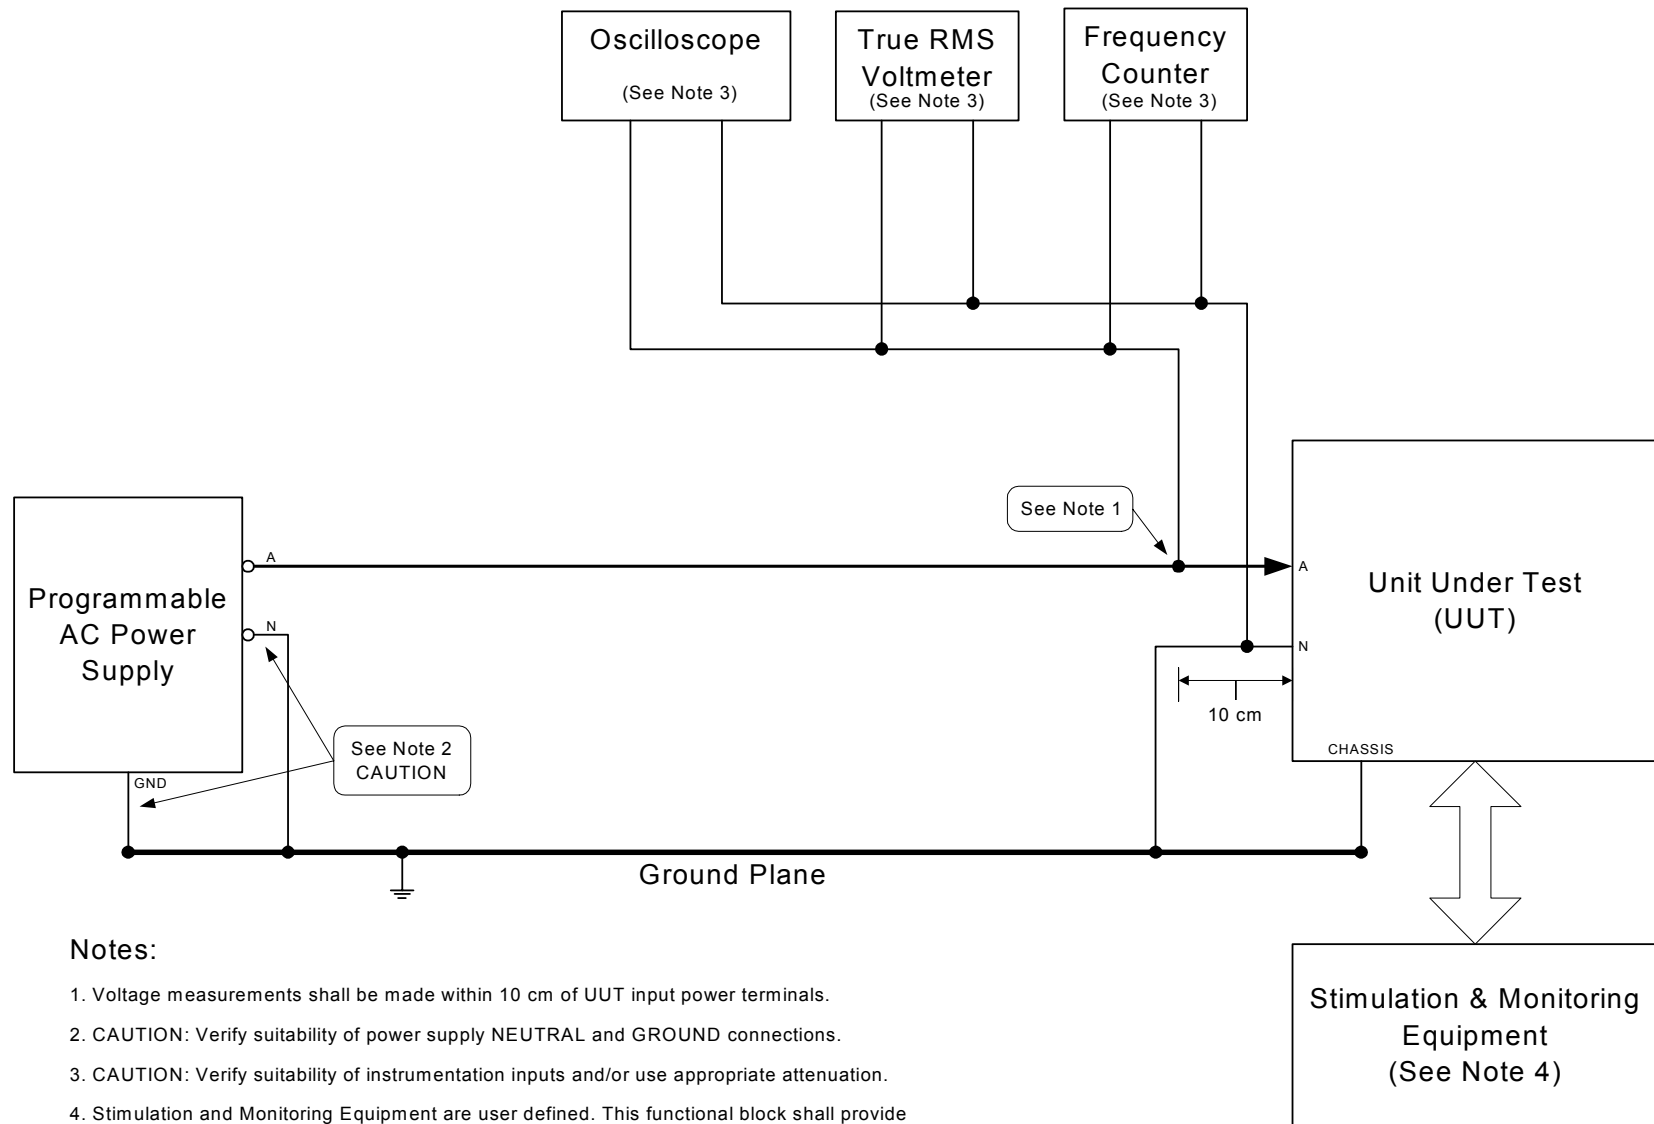 Oscilloscope
(See Note 3)
True RMS
Voltmeter
(See Note 3)
Frequency
Counter
(See Note 3)
See Note 1
Programmable
AC Power
Supply
A
N
GND
See Note 2
CAUTION
A
N
Unit Under Test
(UUT)
10 cm
CHASSIS
Ground Plane
Notes:
1. Voltage measurements shall be made within 10 cm of UUT input power terminals.
2. CAUTION: Verify suitability of power supply NEUTRAL and GROUND connections.
3. CAUTION: Verify suitability of instrumentation inputs and/or use appropriate attenuation.
4. Stimulation and Monitoring Equipment are user defined. This functional block shall provide
Stimulation & Monitoring
Equipment
(See Note 4)